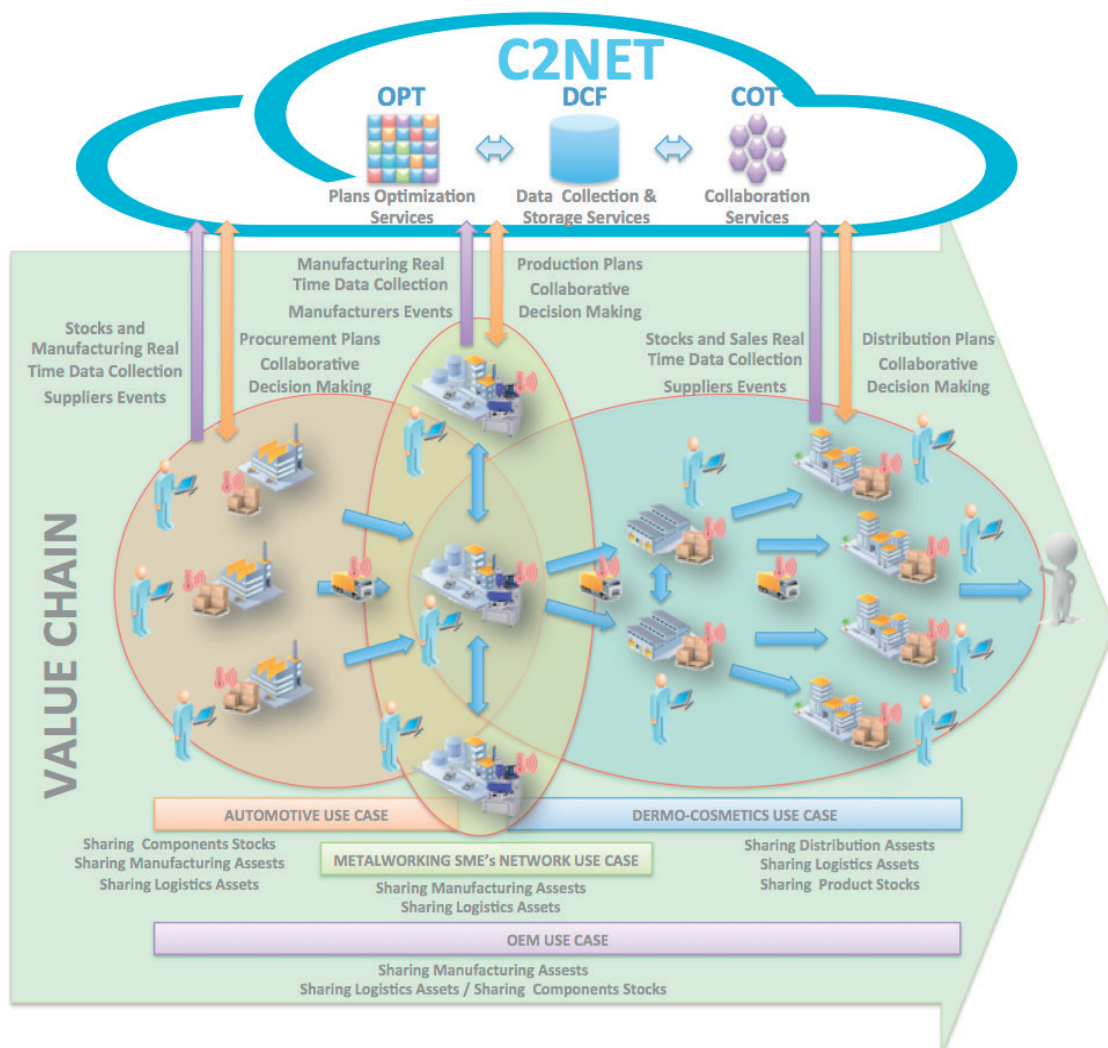 C2NET
OPT
DCF
COT
Plans Optimization
Services
Data Collection &
Storage Services
Collaboration
Services
Manufacturing Real
Time Data Collection
Manufacturers Events
Production Plans
Collaborative
Decision Making
Stocks and
Manufacturing Real
Time Data Collection
Suppliers Events
Procurement Plans
Collaborative
Decision Making
Stocks and Sales Real
Time Data Collection
Suppliers Events
Distribution Plans
Collaborative
Decision Making
VALUE CHAIN
AUTOMOTIVE USE CASE
Sharing Components Stocks
Sharing Manufacturing Assests
Sharing Logistics Assets
METALWORKING SME's NETWORK USE CASE
Sharing Manufacturing Assests
Sharing Logistics Assets
DERMO-COSMETICS USE CASE
Sharing Distribution Assests
Sharing Logistics Assets
Sharing Product Stocks
OEM USE CASE
Sharing Manufacturing Assests
Sharing Logistics Assets / Sharing Components Stocks